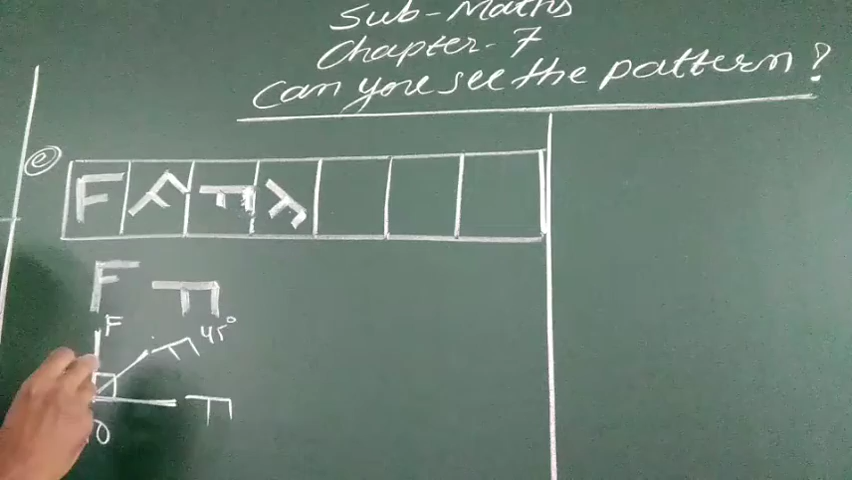 Sub-Maths
Chapter-7
Can you see the pattern?
e
F F F F
F F
F
F 45°
F